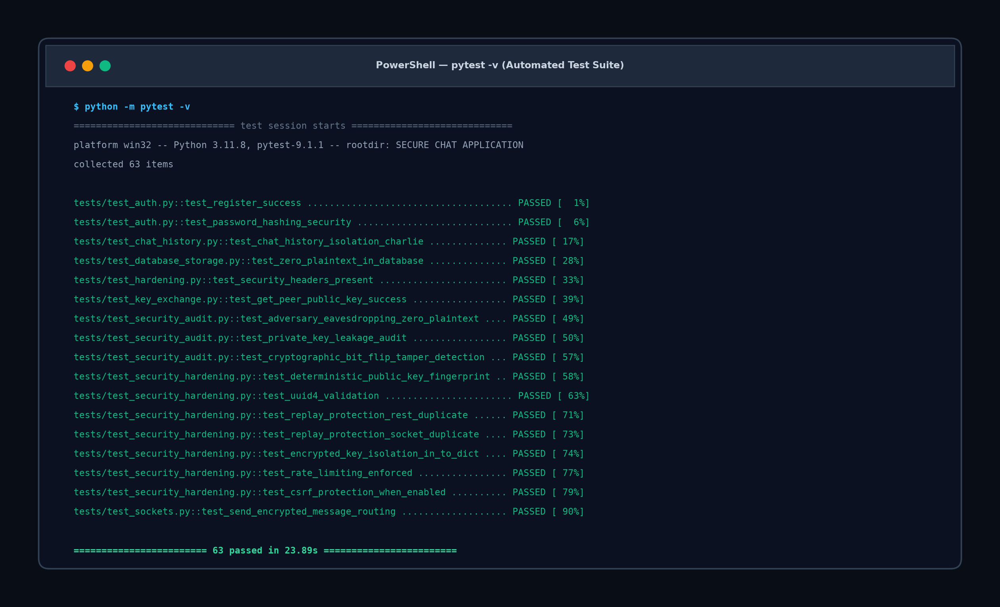 PowerShell — pytest -v (Automated Test Suite)
$ python -m pytest -v
============================= test session starts =============================
platform win32 -- Python 3.11.8, pytest-9.1.1 -- rootdir: SECURE CHAT APPLICATION
collected 63 items
tests/test_auth.py::test_register_success ..................................... PASSED [  1%]
tests/test_auth.py::test_password_hashing_security ............................ PASSED [  6%]
tests/test_chat_history.py::test_chat_history_isolation_charlie .............. PASSED [ 17%]
tests/test_database_storage.py::test_zero_plaintext_in_database .............. PASSED [ 28%]
tests/test_hardening.py::test_security_headers_present ....................... PASSED [ 33%]
tests/test_key_exchange.py::test_get_peer_public_key_success ................. PASSED [ 39%]
tests/test_security_audit.py::test_adversary_eavesdropping_zero_plaintext .... PASSED [ 49%]
tests/test_security_audit.py::test_private_key_leakage_audit ................. PASSED [ 50%]
tests/test_security_audit.py::test_cryptographic_bit_flip_tamper_detection ... PASSED [ 57%]
tests/test_security_hardening.py::test_deterministic_public_key_fingerprint .. PASSED [ 58%]
tests/test_security_hardening.py::test_uuid4_validation ....................... PASSED [ 63%]
tests/test_security_hardening.py::test_replay_protection_rest_duplicate ...... PASSED [ 71%]
tests/test_security_hardening.py::test_replay_protection_socket_duplicate .... PASSED [ 73%]
tests/test_security_hardening.py::test_encrypted_key_isolation_in_to_dict .... PASSED [ 74%]
tests/test_security_hardening.py::test_rate_limiting_enforced ................ PASSED [ 77%]
tests/test_security_hardening.py::test_csrf_protection_when_enabled .......... PASSED [ 79%]
tests/test_sockets.py::test_send_encrypted_message_routing ................... PASSED [ 90%]
======================== 63 passed in 23.89s ========================